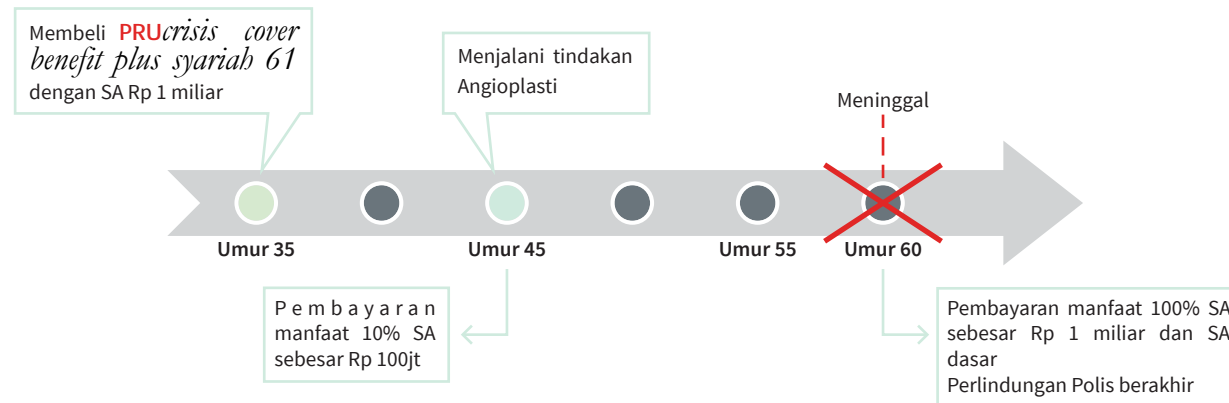 Membeli PRUcrisis cover
benefit plus syariah 61
dengan SA Rp 1 miliar
Menjalani tindakan
Angioplasti
Meninggal
Umur 35
Umur 45
Umur 55
Umur 60
Pembayaran
manfaat 10% SA
sebesar Rp 100jt
Pembayaran manfaat 100% SA
sebesar Rp 1 miliar dan SA
dasar
Perlindungan Polis berakhir